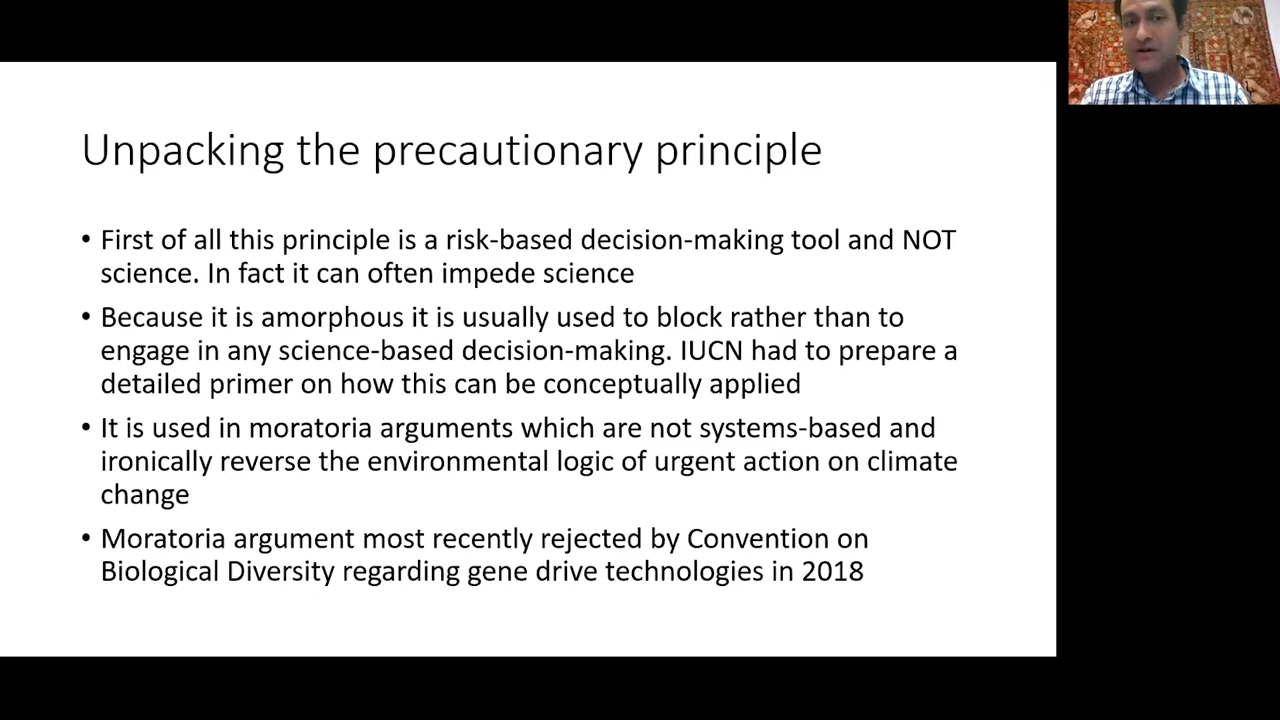 Unpacking the precautionary principle
• First of all this principle is a risk-based decision-making tool and NOT
science. In fact it can often impede science
• Because it is amorphous it is usually used to block rather than to
engage in any science-based decision-making. IUCN had to prepare a
detailed primer on how this can be conceptually applied
• It is used in moratoria arguments which are not systems-based and
ironically reverse the environmental logic of urgent action on climate
change
• Moratoria argument most recently rejected by Convention on
Biological Diversity regarding gene drive technologies in 2018